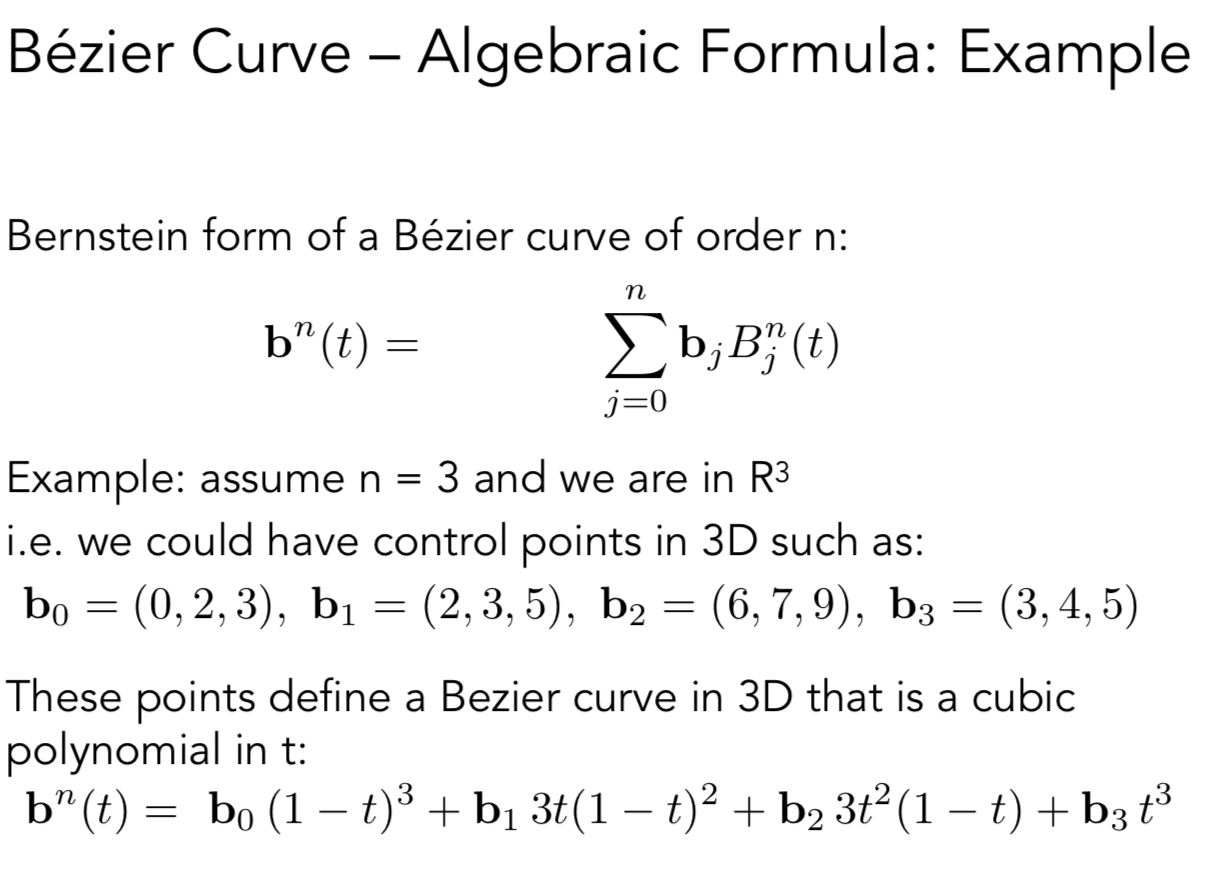 Bézier Curve – Algebraic Formula: Example
Bernstein form of a Bézier curve of order n:
$\mathbf{b}^n(t) = \sum_{j=0}^{n} \mathbf{b}_j B_j^n(t)$
Example: assume n = 3 and we are in R³
i.e. we could have control points in 3D such as:
$\mathbf{b}_0 = (0, 2, 3), \ \mathbf{b}_1 = (2, 3, 5), \ \mathbf{b}_2 = (6, 7, 9), \ \mathbf{b}_3 = (3, 4, 5)$
These points define a Bezier curve in 3D that is a cubic
polynomial in t:
$\mathbf{b}^n(t) = \mathbf{b}_0 \, (1 - t)^3 + \mathbf{b}_1 \, 3t(1 - t)^2 + \mathbf{b}_2 \, 3t^2(1 - t) + \mathbf{b}_3 \, t^3$